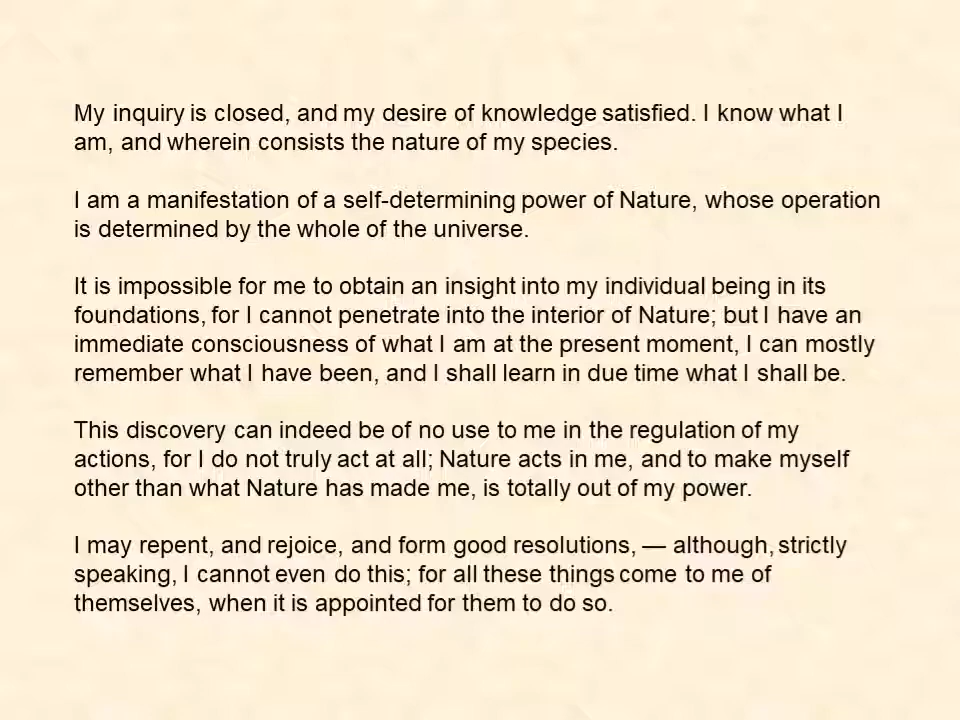 My inquiry is closed, and my desire of knowledge satisfied. I know what I
am, and wherein consists the nature of my species.
I am a manifestation of a self-determining power of Nature, whose operation
is determined by the whole of the universe.
It is impossible for me to obtain an insight into my individual being in its
foundations, for I cannot penetrate into the interior of Nature; but I have an
immediate consciousness of what I am at the present moment, I can mostly
remember what I have been, and I shall learn in due time what I shall be.
This discovery can indeed be of no use to me in the regulation of my
actions, for I do not truly act at all; Nature acts in me, and to make myself
other than what Nature has made me, is totally out of my power.
I may repent, and rejoice, and form good resolutions, — although, strictly
speaking, I cannot even do this; for all these things come to me of
themselves, when it is appointed for them to do so.